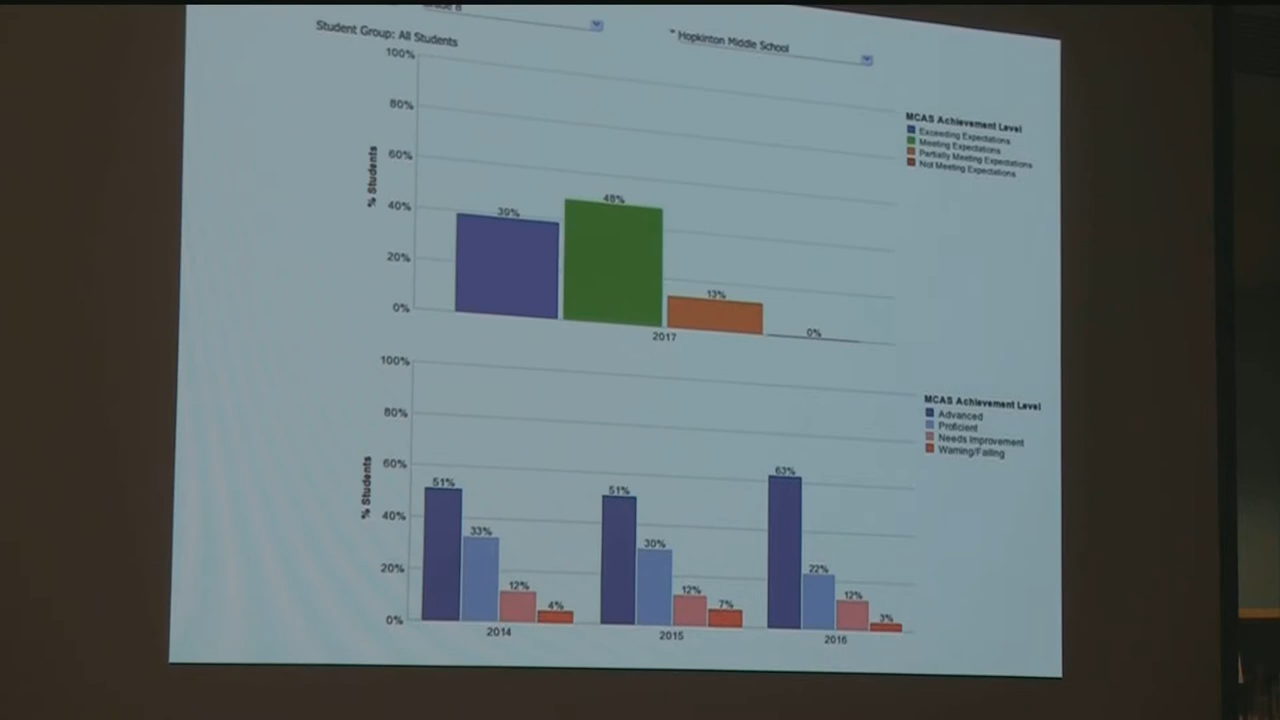 Student Group: All Students
Hopkinton Middle School
100%
80%
60%
40%
20%
0%
% Students
39%
48%
13%
0%
2017
MCAS Achievement Level
Exceeding Expectations
Meeting Expectations
Partially Meeting Expectations
Not Meeting Expectations
100%
80%
60%
40%
20%
0%
% Students
51%
33%
12%
4%
51%
30%
12%
7%
63%
22%
12%
3%
2014
2015
2016
MCAS Achievement Level
Advanced
Proficient
Needs Improvement
Warning/Failing